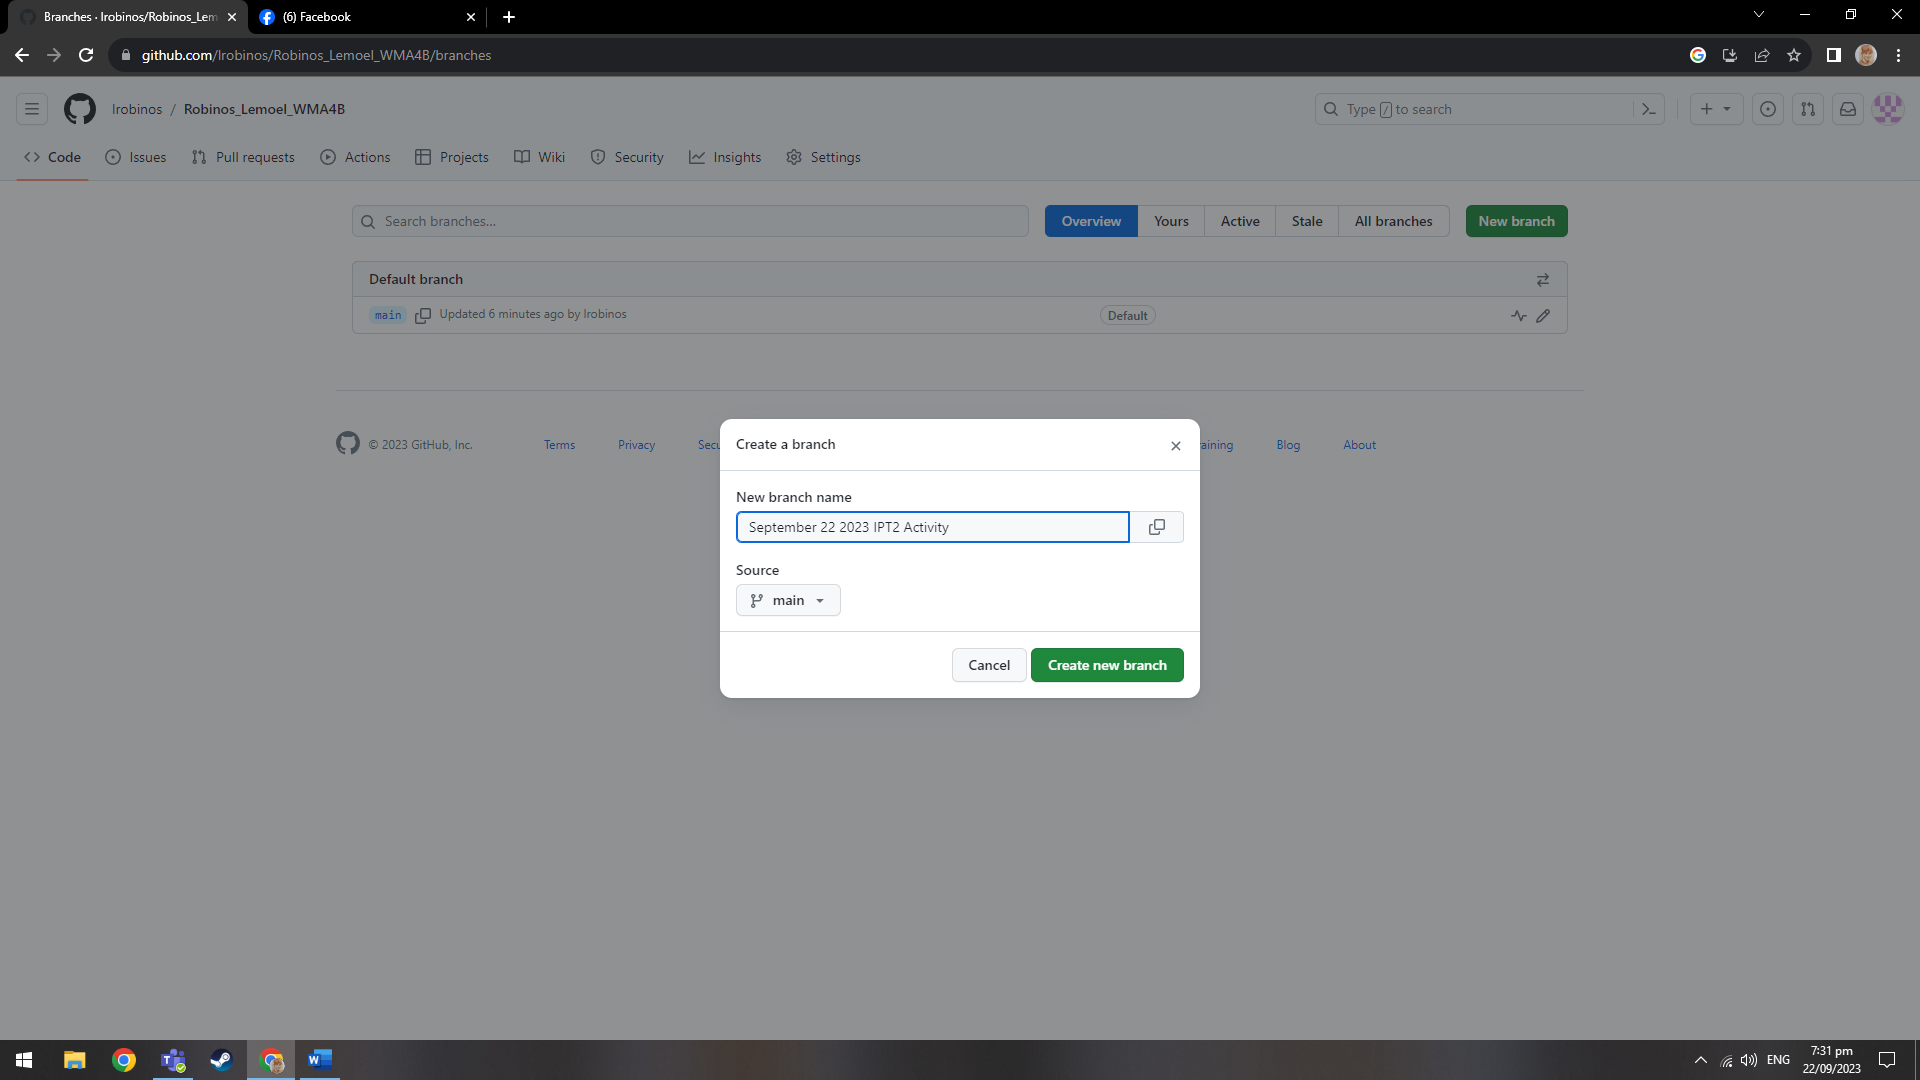 Branches · lrobinos/Robinos_Lem
(6) Facebook
github.com/lrobinos/Robinos_Lemoel_WMA4B/branches
lrobinos / Robinos_Lemoel_WMA4B
Type / to search
Code Issues Pull requests Actions Projects Wiki Security Insights Settings
Search branches...
Overview Yours Active Stale All branches New branch
Default branch
main Updated 6 minutes ago by lrobinos Default
© 2023 GitHub, Inc. Terms Privacy Secu raining Blog About
Create a branch
New branch name
September 22 2023 IPT2 Activity
Source
main
Cancel Create new branch
ENG
7:31 pm
22/09/2023